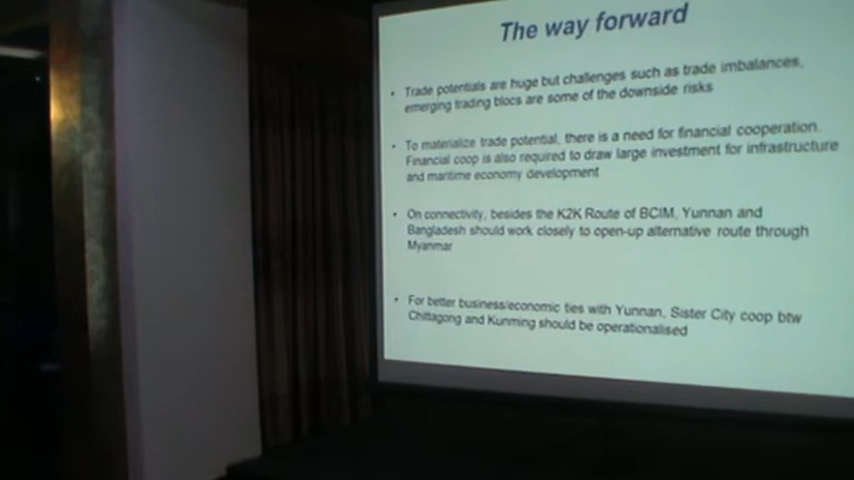 The way forward
• Trade potentials are huge but challenges such as trade imbalances,
emerging trading blocs are some of the downside risks
• To materialize trade potential, there is a need for financial cooperation.
Financial coop is also required to draw large investment for infrastructure
and maritime economy development
• On connectivity, besides the K2K Route of BCIM, Yunnan and
Bangladesh should work closely to open-up alternative route through
Myanmar
• For better business/economic ties with Yunnan, Sister City coop btw
Chittagong and Kunming should be operationalised